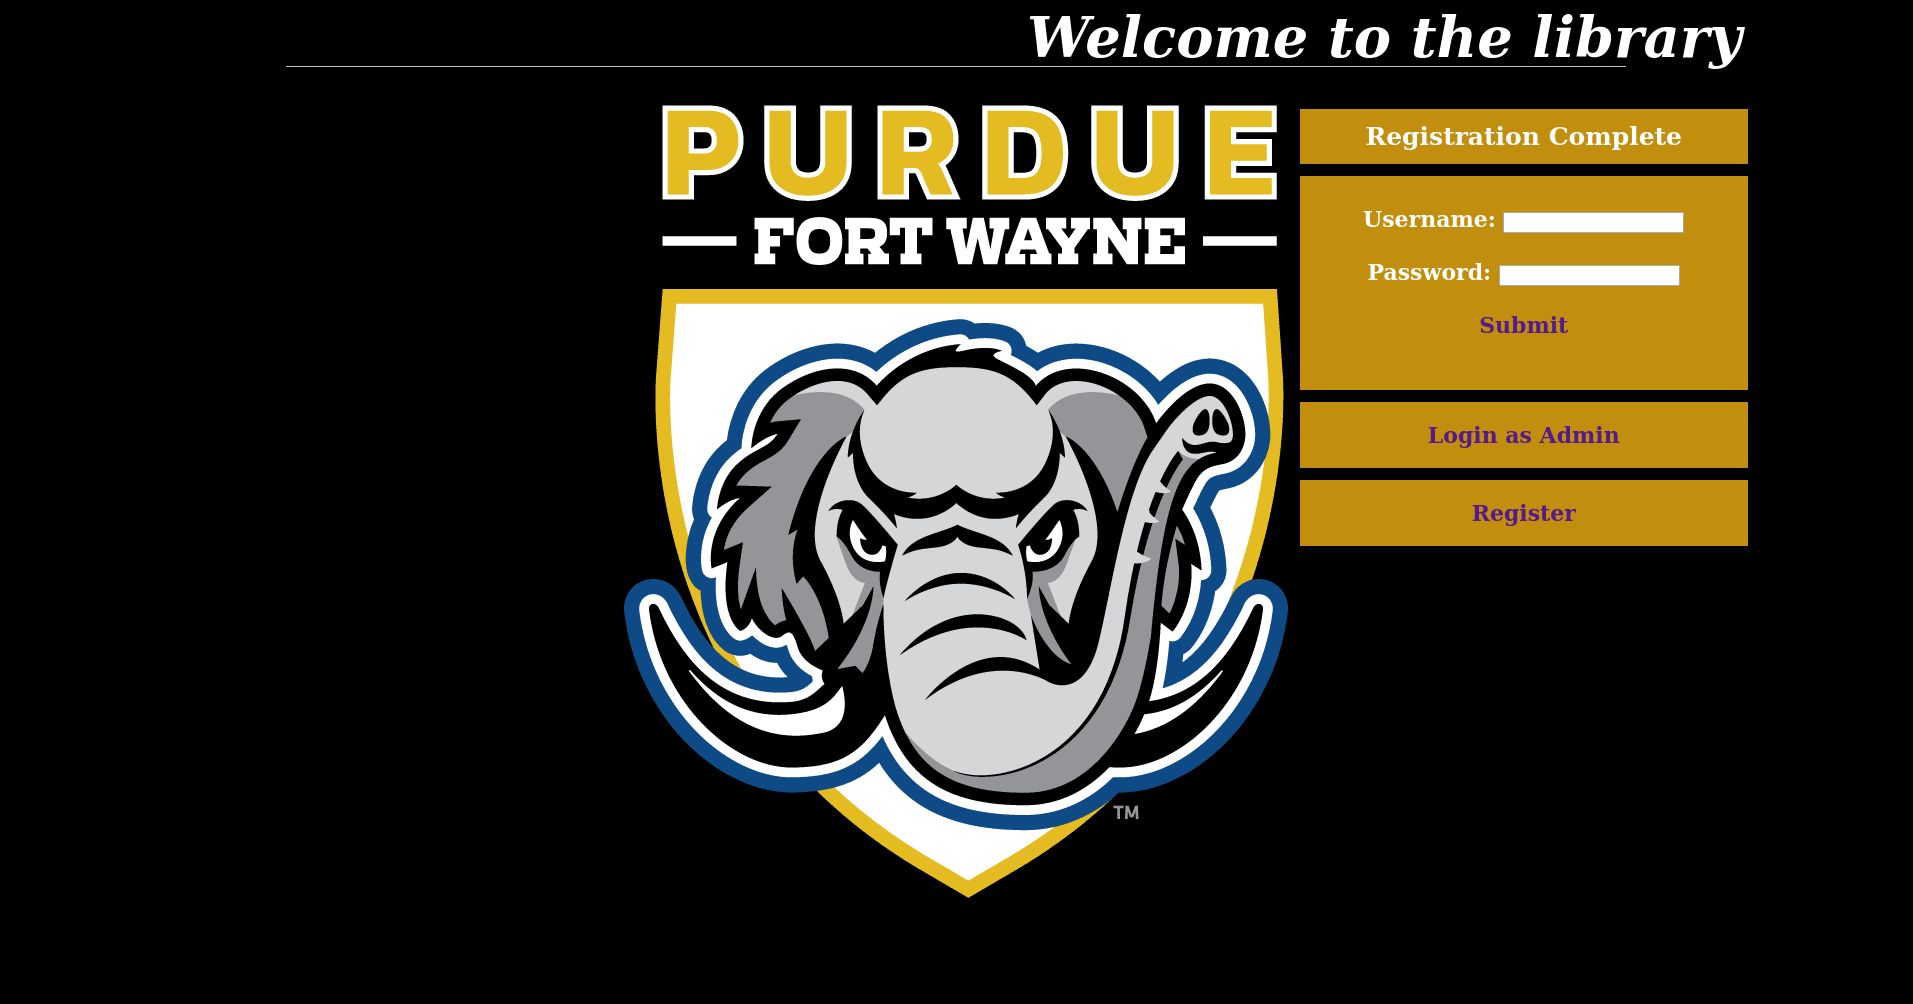 Welcome to the library
PURDUE
FORT WAYNE
TM
Registration Complete
Username:
Password:
Submit
Login as Admin
Register